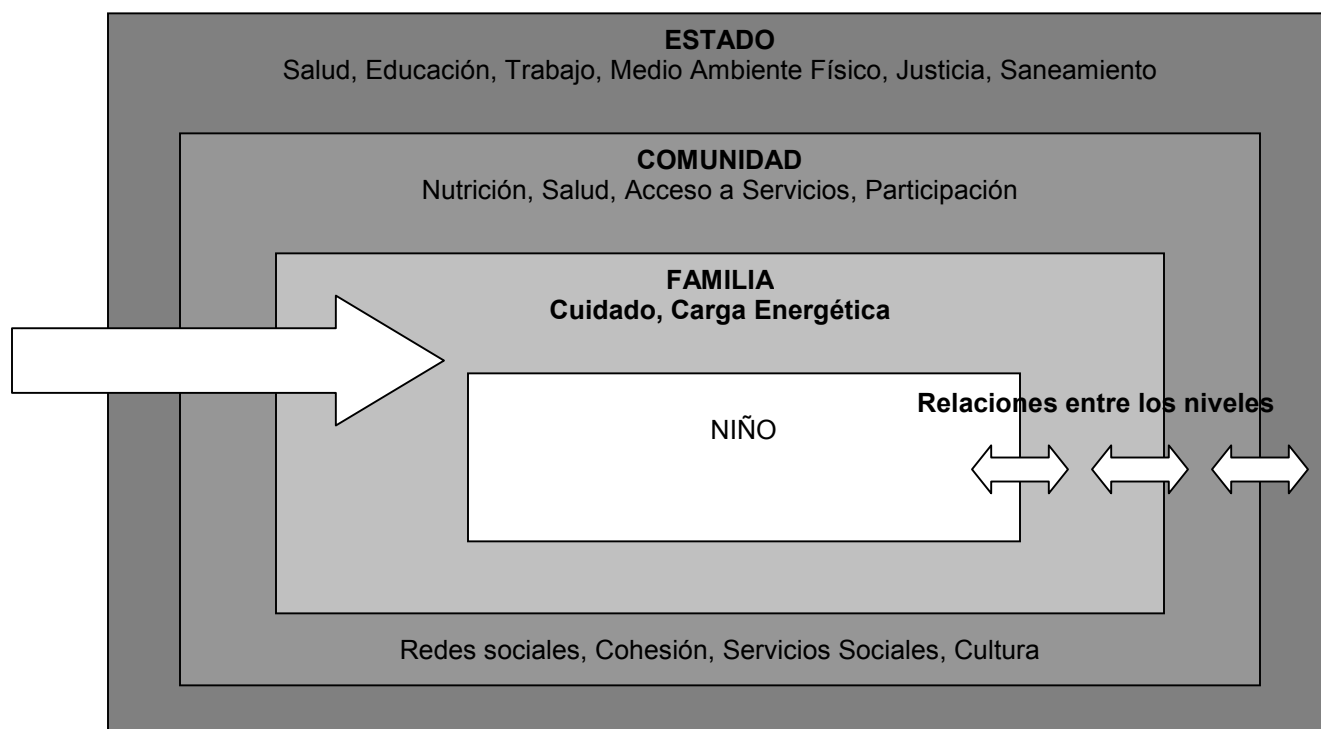 ESTADO
Salud, Educación, Trabajo, Medio Ambiente Físico, Justicia, Saneamiento
COMUNIDAD
Nutrición, Salud, Acceso a Servicios, Participación
FAMILIA
Cuidado, Carga Energética
Relaciones entre los niveles
NIÑO
Redes sociales, Cohesión, Servicios Sociales, Cultura